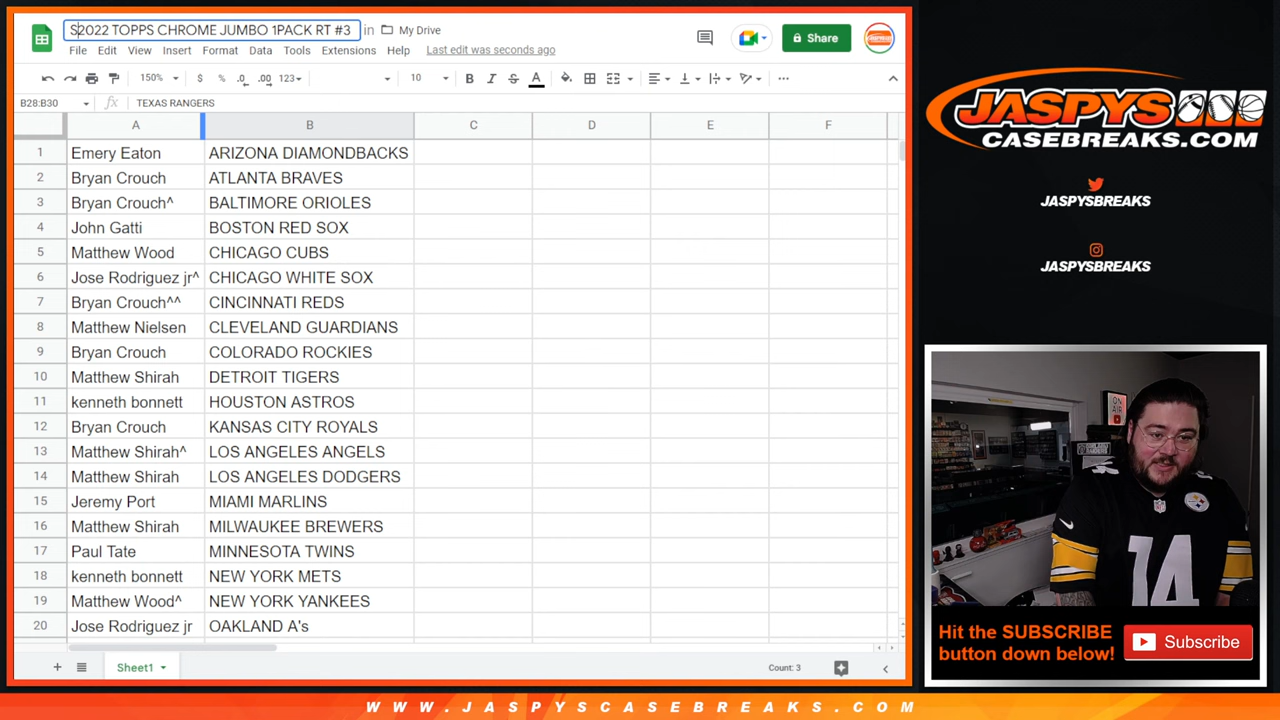 S2022 TOPPS CHROME JUMBO 1PACK RT #3 in My Drive
File Edit View Insert Format Data Tools Extensions Help Last edit was seconds ago
Share
150% $ % .0 .00 123 10 B I S A
B28:B30 fx TEXAS RANGERS
A B C D E F
1 Emery Eaton ARIZONA DIAMONDBACKS
2 Bryan Crouch ATLANTA BRAVES
3 Bryan Crouch^ BALTIMORE ORIOLES
4 John Gatti BOSTON RED SOX
5 Matthew Wood CHICAGO CUBS
6 Jose Rodriguez jr^ CHICAGO WHITE SOX
7 Bryan Crouch^^ CINCINNATI REDS
8 Matthew Nielsen CLEVELAND GUARDIANS
9 Bryan Crouch COLORADO ROCKIES
10 Matthew Shirah DETROIT TIGERS
11 kenneth bonnett HOUSTON ASTROS
12 Bryan Crouch KANSAS CITY ROYALS
13 Matthew Shirah^ LOS ANGELES ANGELS
14 Matthew Shirah LOS ANGELES DODGERS
15 Jeremy Port MIAMI MARLINS
16 Matthew Shirah MILWAUKEE BREWERS
17 Paul Tate MINNESOTA TWINS
18 kenneth bonnett NEW YORK METS
19 Matthew Wood^ NEW YORK YANKEES
20 Jose Rodriguez jr OAKLAND A's
Sheet1
Count: 3
JASPYS
CASEBREAKS.COM
JASPYSBREAKS
JASPYSBREAKS
ON
AIR
14
Hit the SUBSCRIBE
button down below!
Subscribe
WWW.JASPYSCASEBREAKS.COM